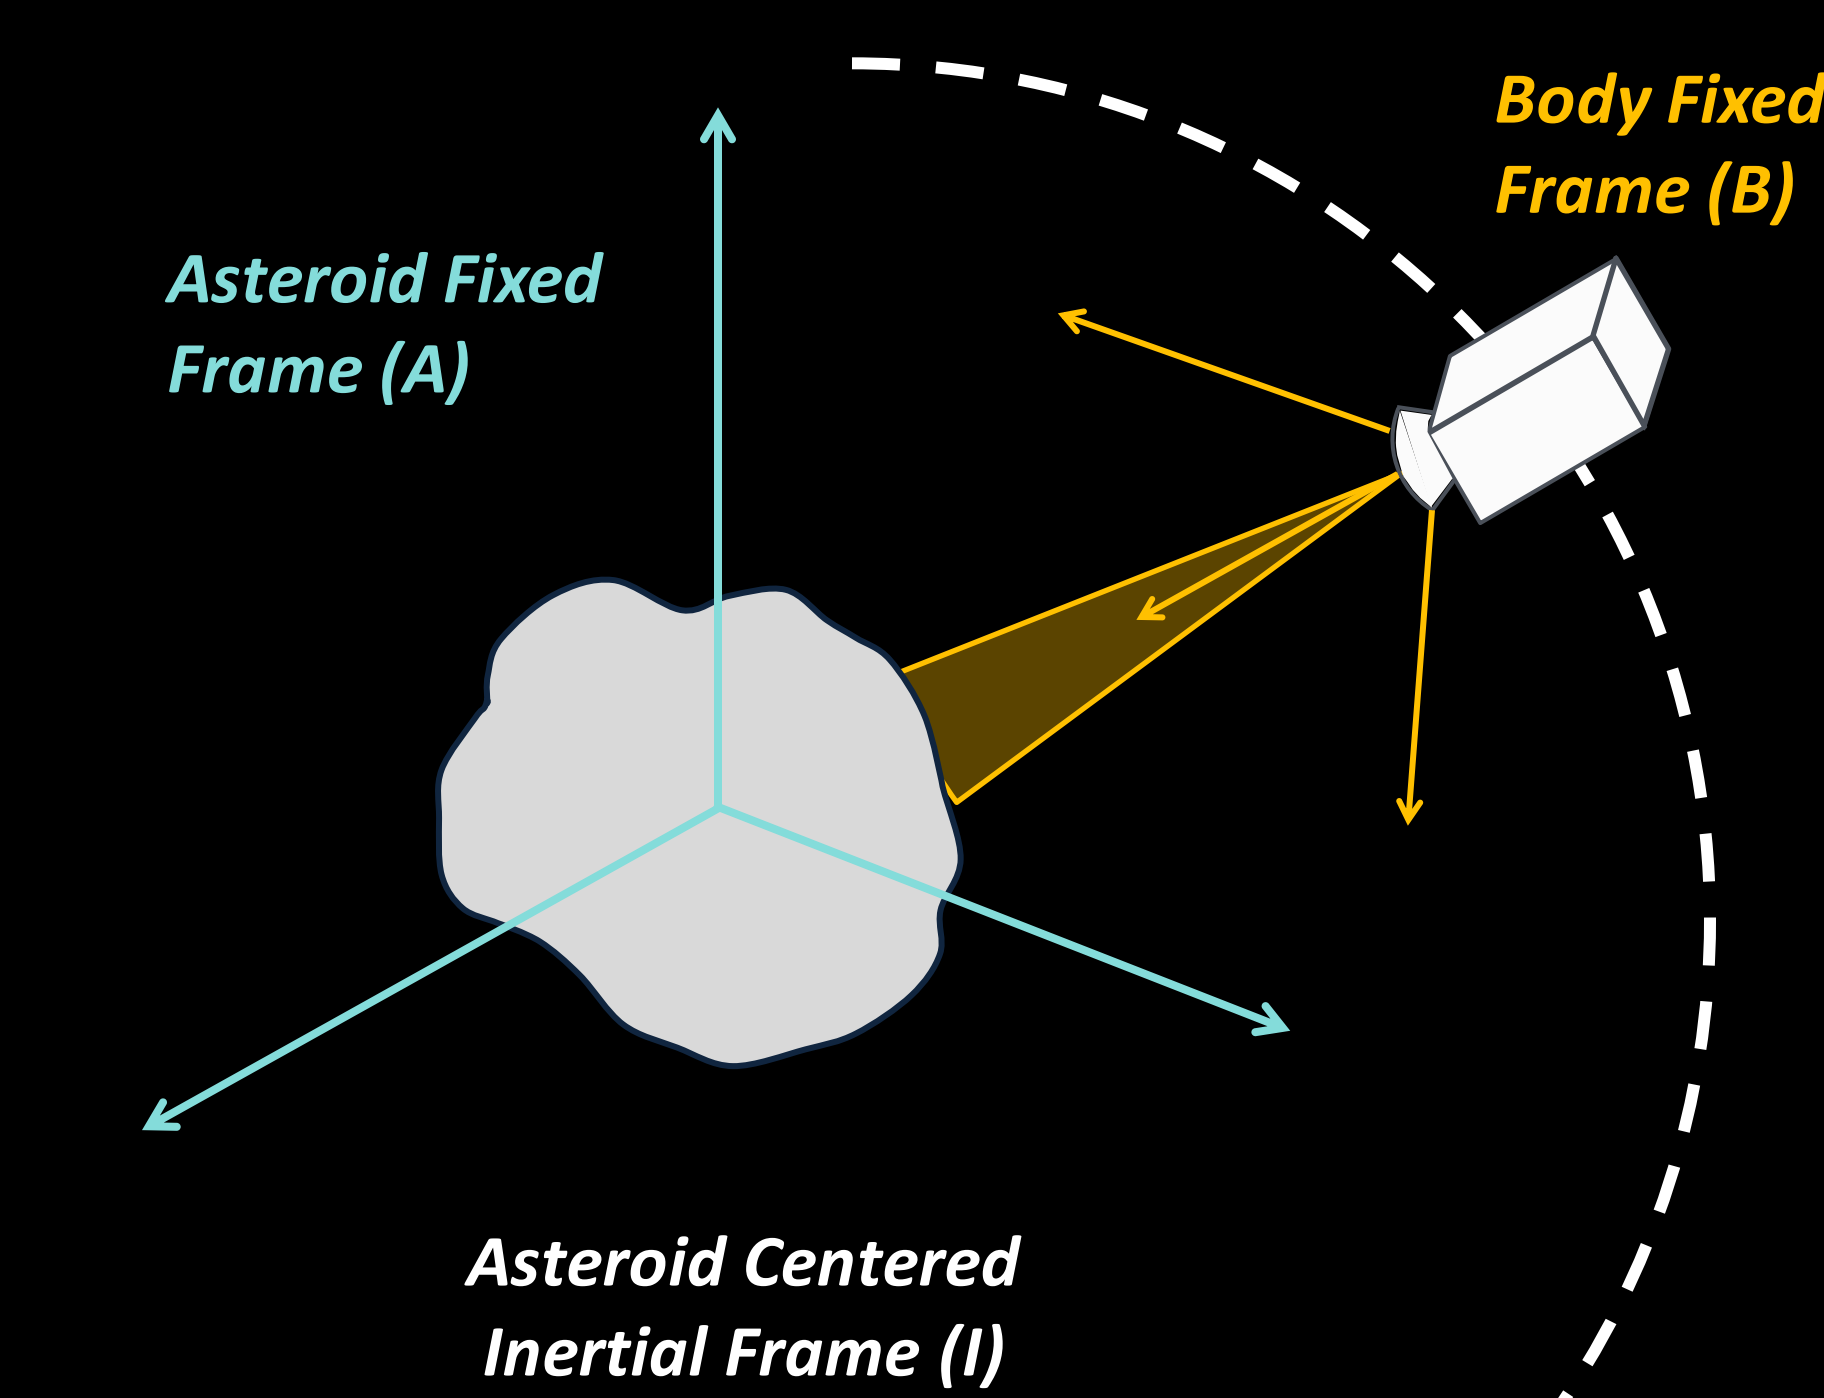 Body Fixed
Frame (B)
Asteroid Fixed
Frame (A)
Asteroid Centered
Inertial Frame (I)